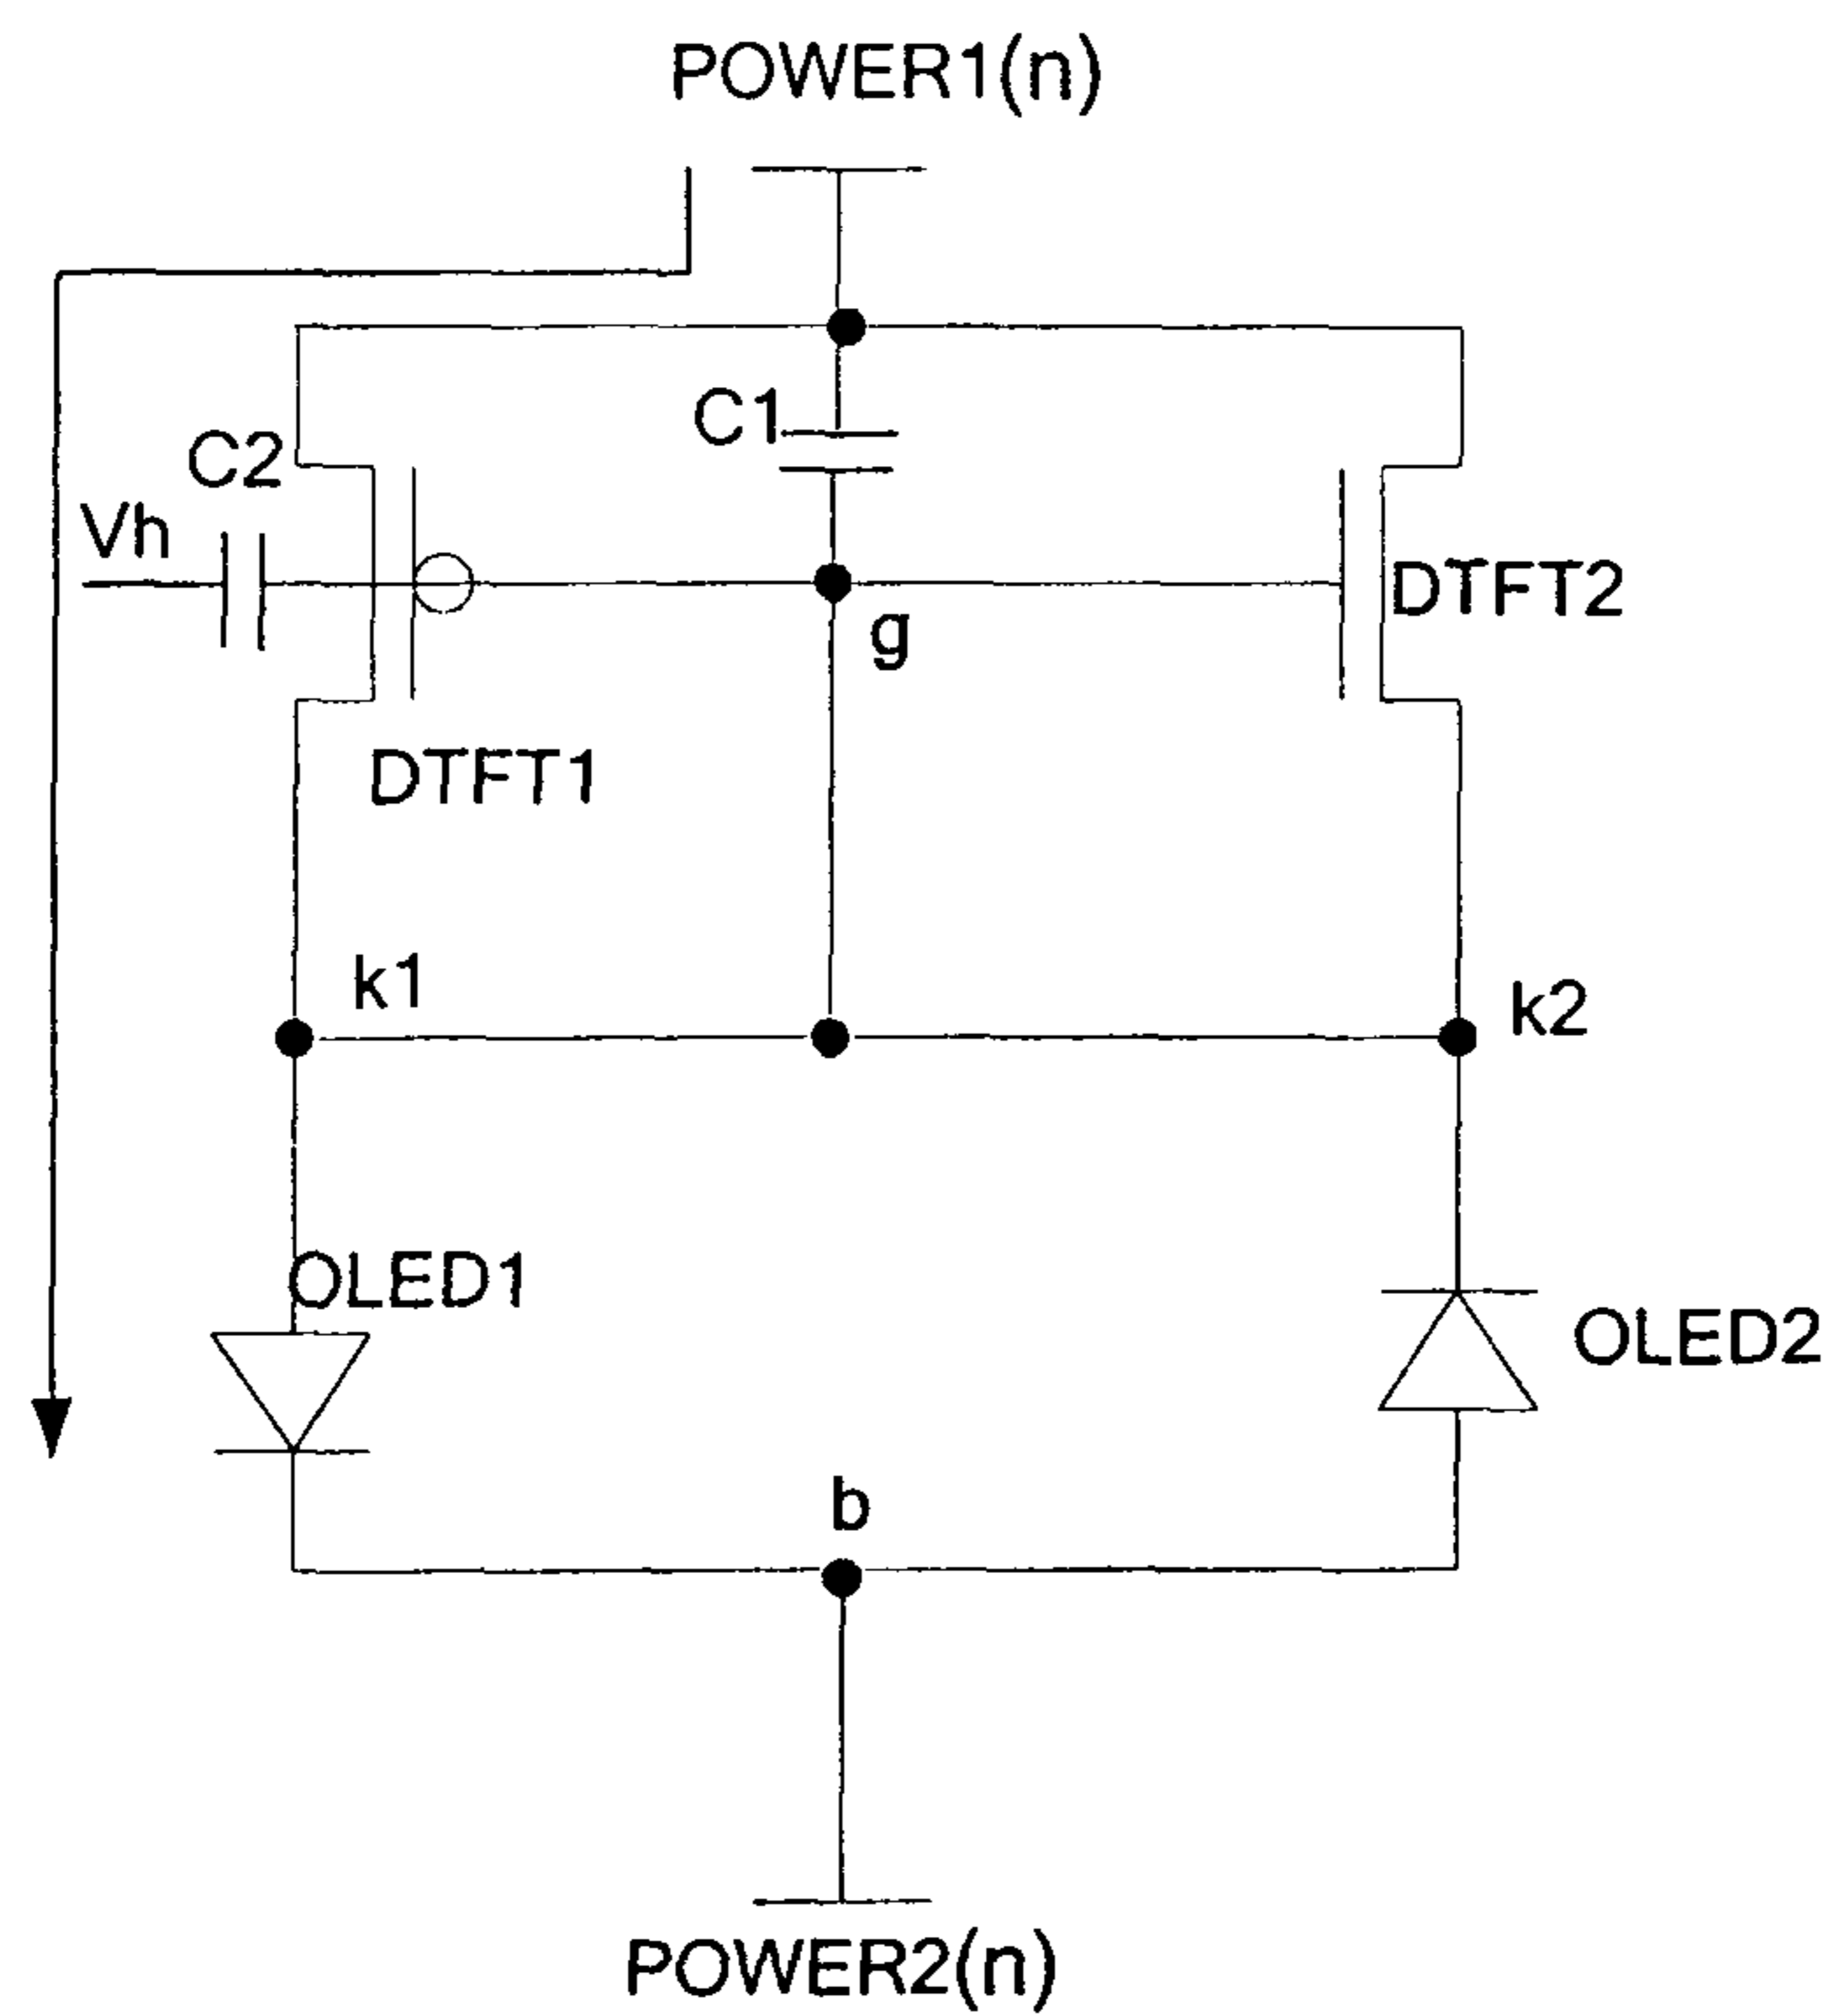 POWER1(n)
C1
C2
Vh
DTFT2
g
DTFT1
k1
k2
OLED1
OLED2
b
POWER2(n)